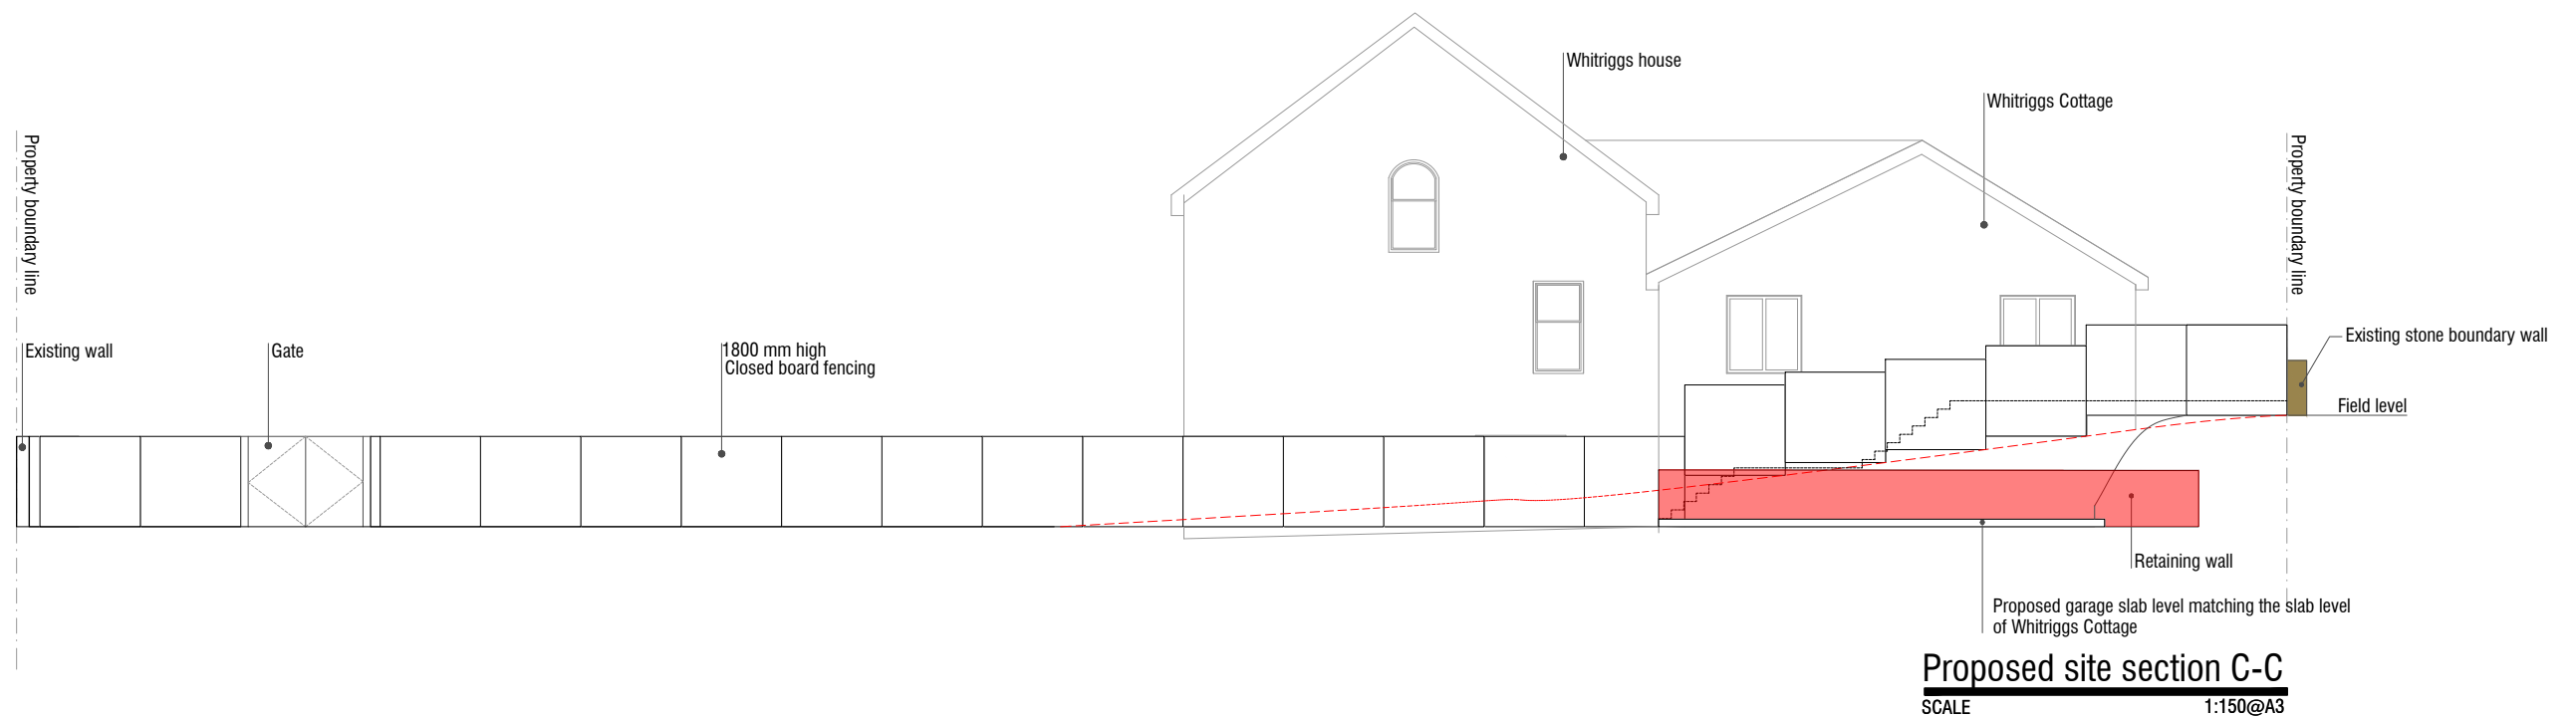 Whitriggs house
Whitriggs Cottage
Property boundary line
Property boundary line
Existing wall
Gate
1800 mm high
Closed board fencing
Existing stone boundary wall
Field level
Retaining wall
Proposed garage slab level matching the slab level
of Whitriggs Cottage
Proposed site section C-C
SCALE 1:150@A3